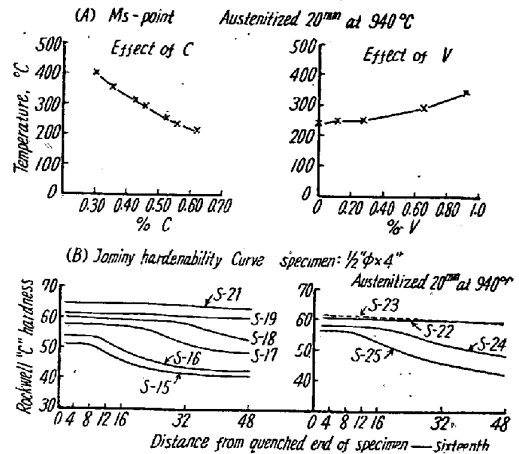 (A) Ms-point Austenitized 20min at 940°C
Effect of C
Effect of V
Temperature, °C
500
400
300
200
100
0
0.30 0.40 0.50 0.60 0.70
% C
500
400
300
200
100
0
0 0.20 0.40 0.60 0.80 1.0
% V
(B) Jominy hardenability Curve specimen: 1/2"φx4"
Austenitized 20min at 940°C
Rockwell "C" hardness
70
60
50
40
30
S-21
S-19
S-18
S-17
S-16
S-15
0 4 8 12 16 32 48
70
60
50
40
S-23
S-22
S-24
S-25
0 4 8 12 16 32 48
Distance from quenched end of specimen — sixteenth